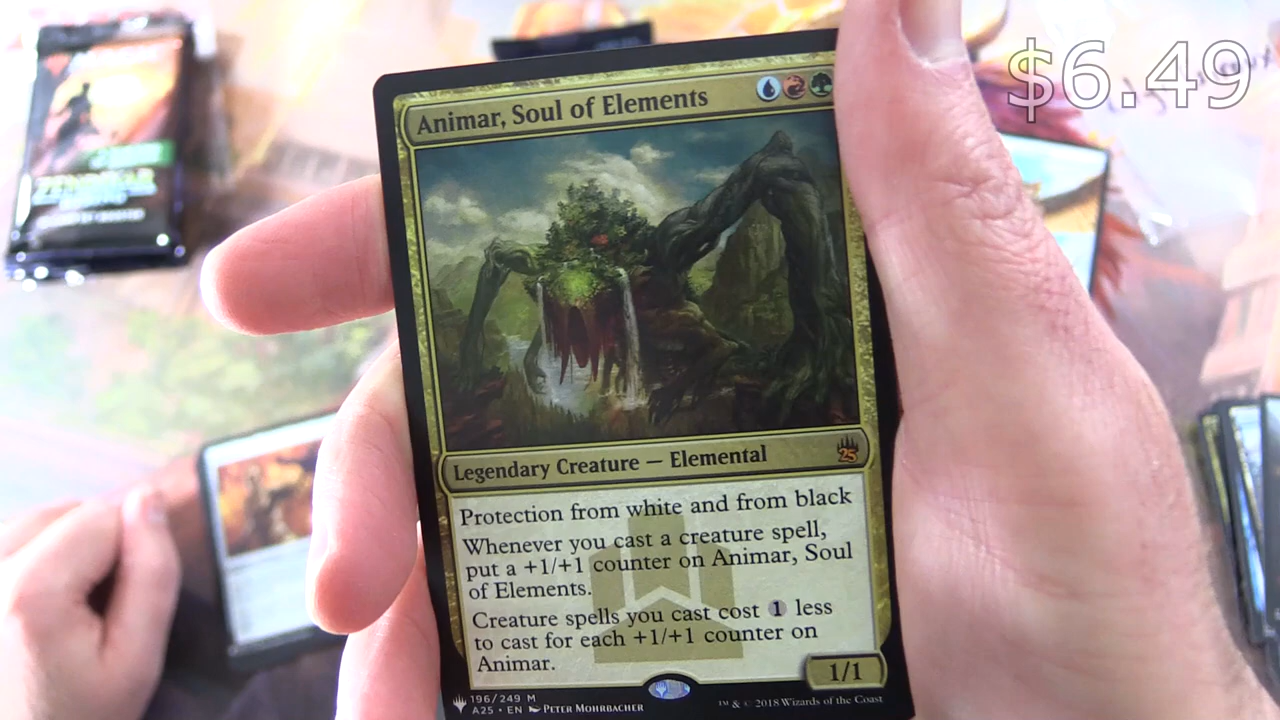 $6.49
Animar, Soul of Elements
Legendary Creature — Elemental
25
Protection from white and from black
Whenever you cast a creature spell,
put a +1/+1 counter on Animar, Soul
of Elements.
Creature spells you cast cost 1 less
to cast for each +1/+1 counter on
Animar.
1/1
196/249 M
A25 • EN Peter Mohrbacher
™ & © 2018 Wizards of the Coast